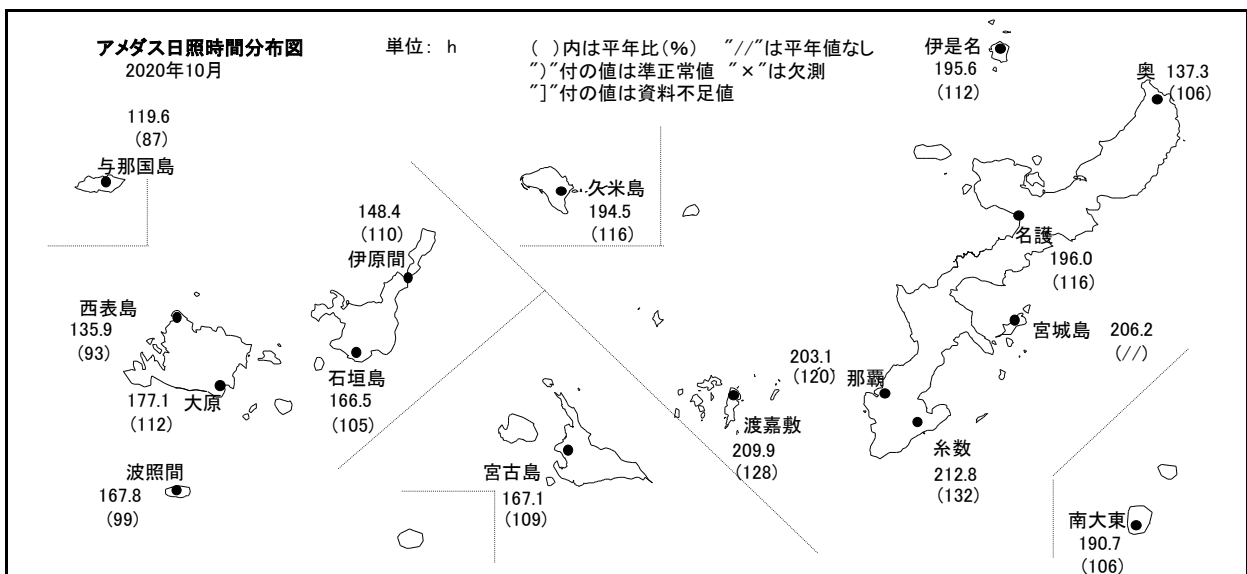 アメダス日照時間分布図
2020年10月
単位： h
( )内は平年比(%) "//"は平年値なし
")"付の値は準正常値 "×"は欠測
"]"付の値は資料不足値
伊是名
195.6
(112)
奥 137.3
(106)
119.6
(87)
与那国島
久米島
194.5
(116)
148.4
(110)
伊原間
名護
196.0
(116)
西表島
135.9
(93)
宮城島 206.2
(//)
石垣島
166.5
(105)
177.1 大原
(112)
203.1
(120) 那覇
渡嘉敷
209.9
(128)
糸数
212.8
(132)
波照間
167.8
(99)
宮古島
167.1
(109)
南大東
190.7
(106)